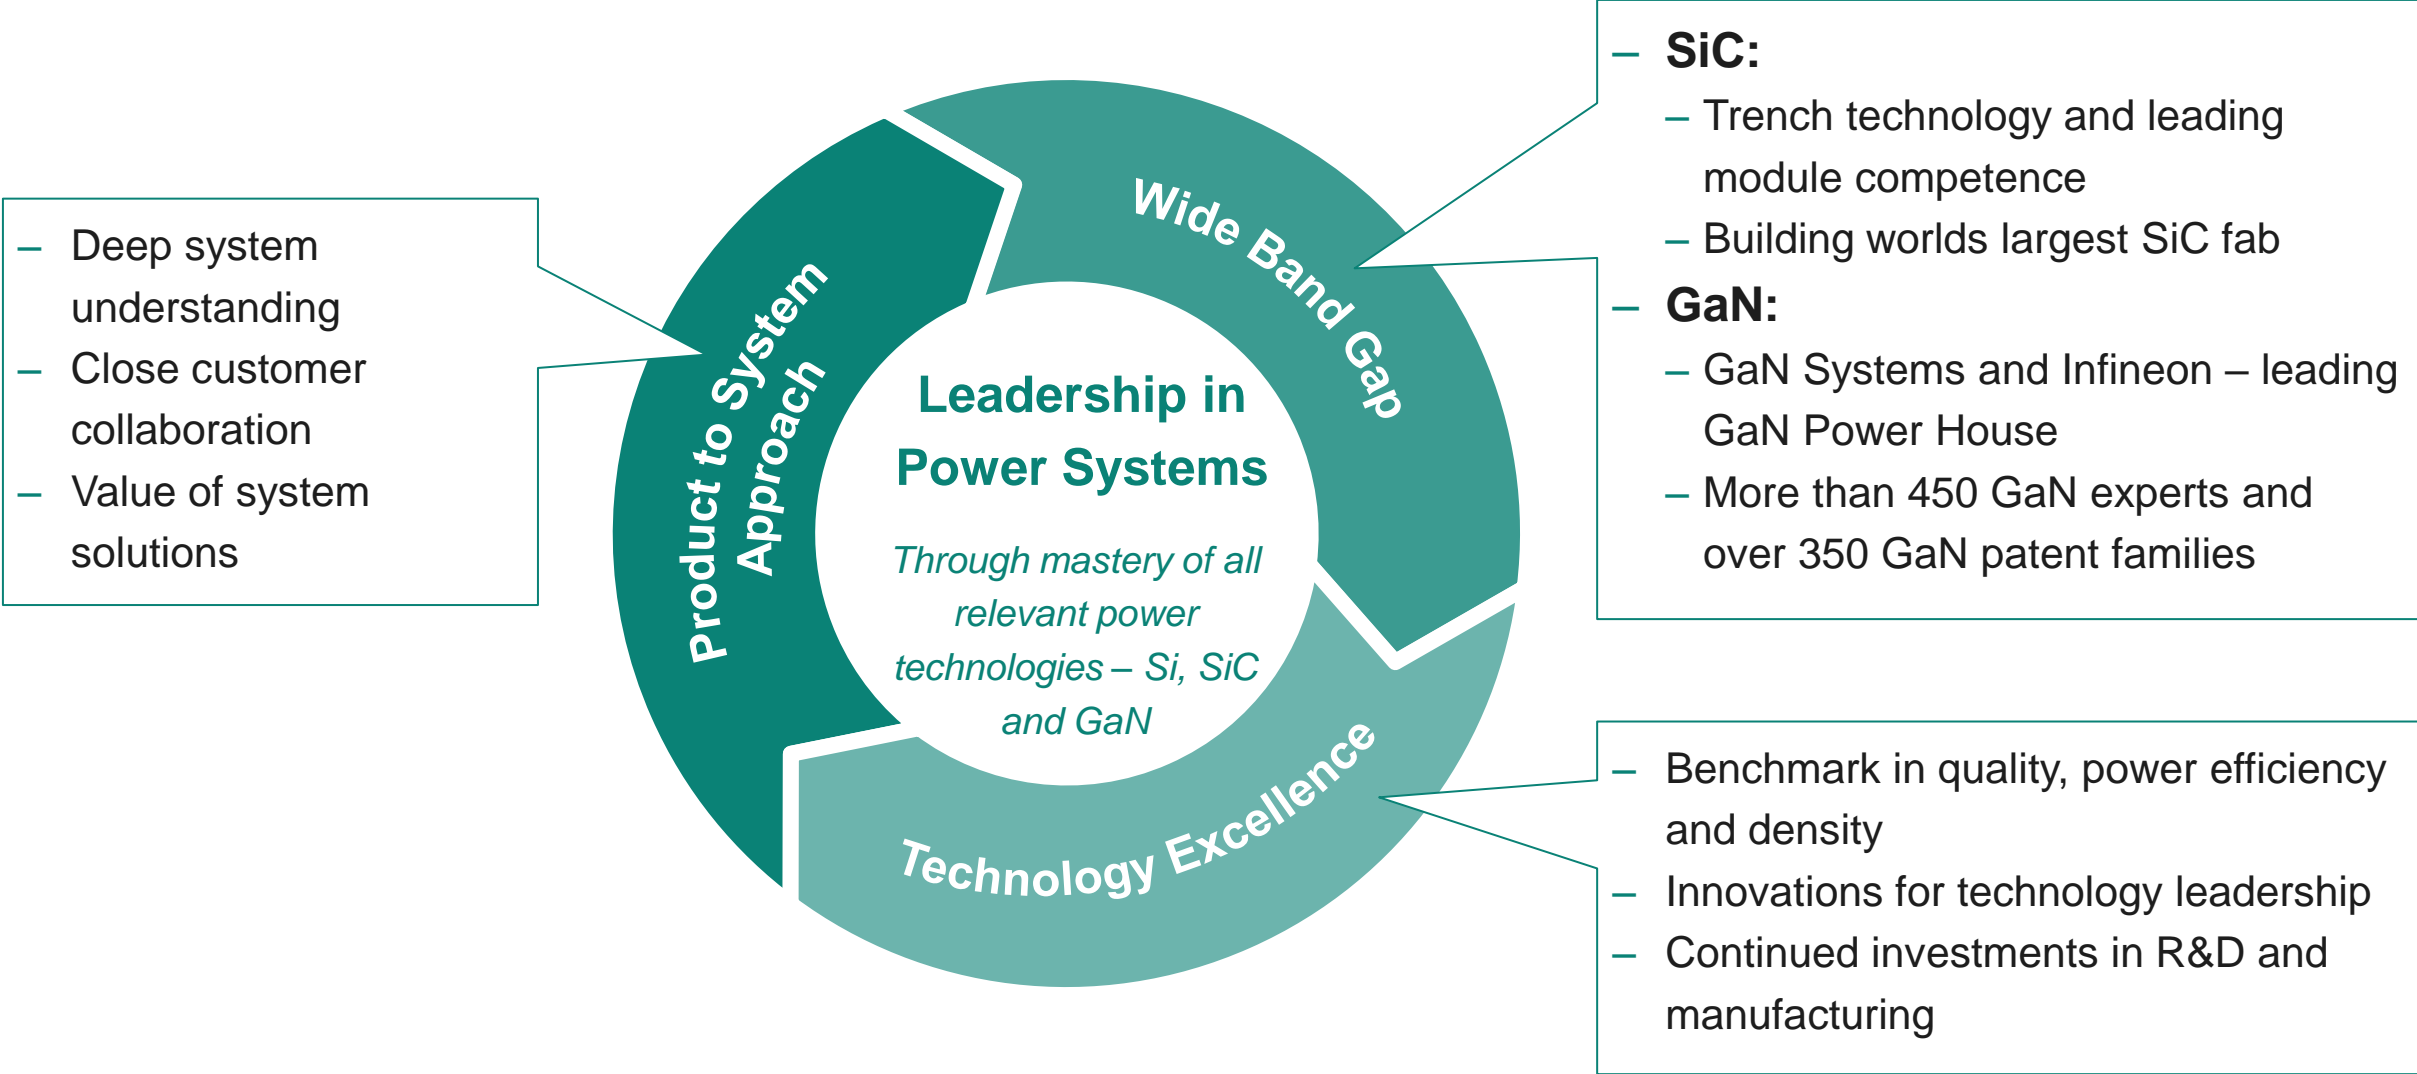 – Deep system
understanding
– Close customer
collaboration
– Value of system
solutions
Product to System
Approach
Wide Band Gap
Technology Excellence
Leadership in
Power Systems
Through mastery of all
relevant power
technologies – Si, SiC
and GaN
– SiC:
– Trench technology and leading
module competence
– Building worlds largest SiC fab
– GaN:
– GaN Systems and Infineon – leading
GaN Power House
– More than 450 GaN experts and
over 350 GaN patent families
– Benchmark in quality, power efficiency
and density
– Innovations for technology leadership
– Continued investments in R&D and
manufacturing